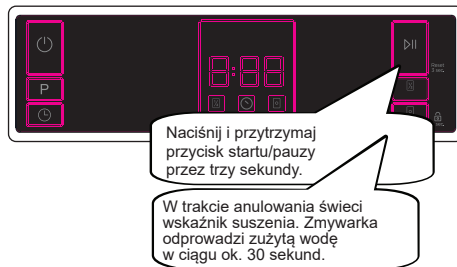 P
8:88
Reset
3 sec.
Naciśnij i przytrzymaj
przycisk startu/pauzy
przez trzy sekundy.
W trakcie anulowania świeci
wskaźnik suszenia. Zmywarka
odprowadzi zużytą wodę
w ciągu ok. 30 sekund.